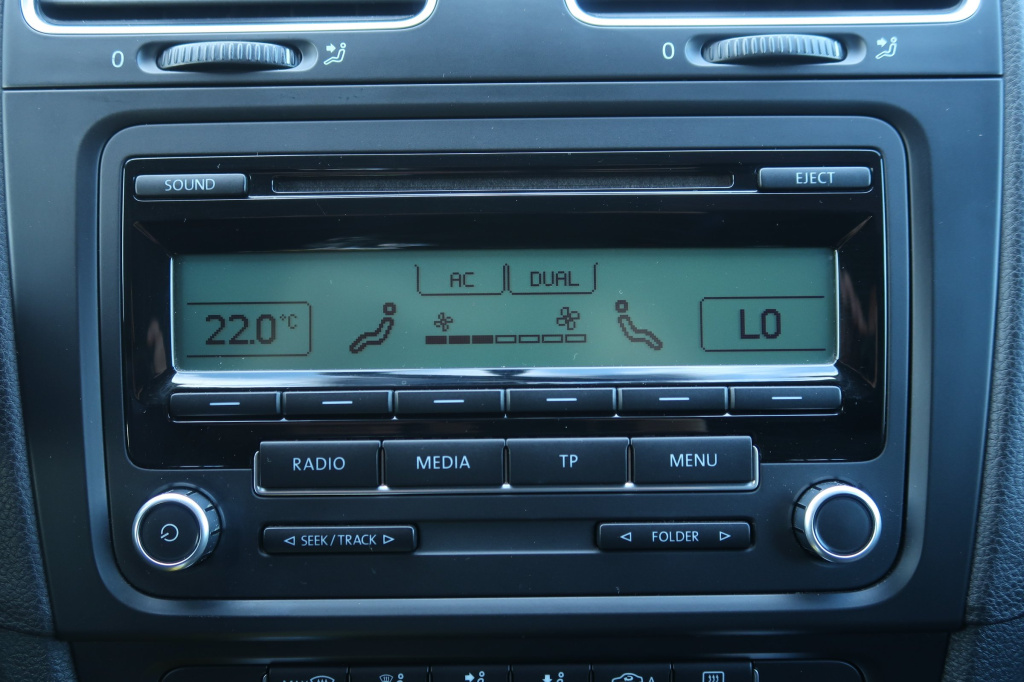 0 0
SOUND EJECT
AC DUAL
22.0°C LO
RADIO MEDIA TP MENU
SEEK/TRACK FOLDER